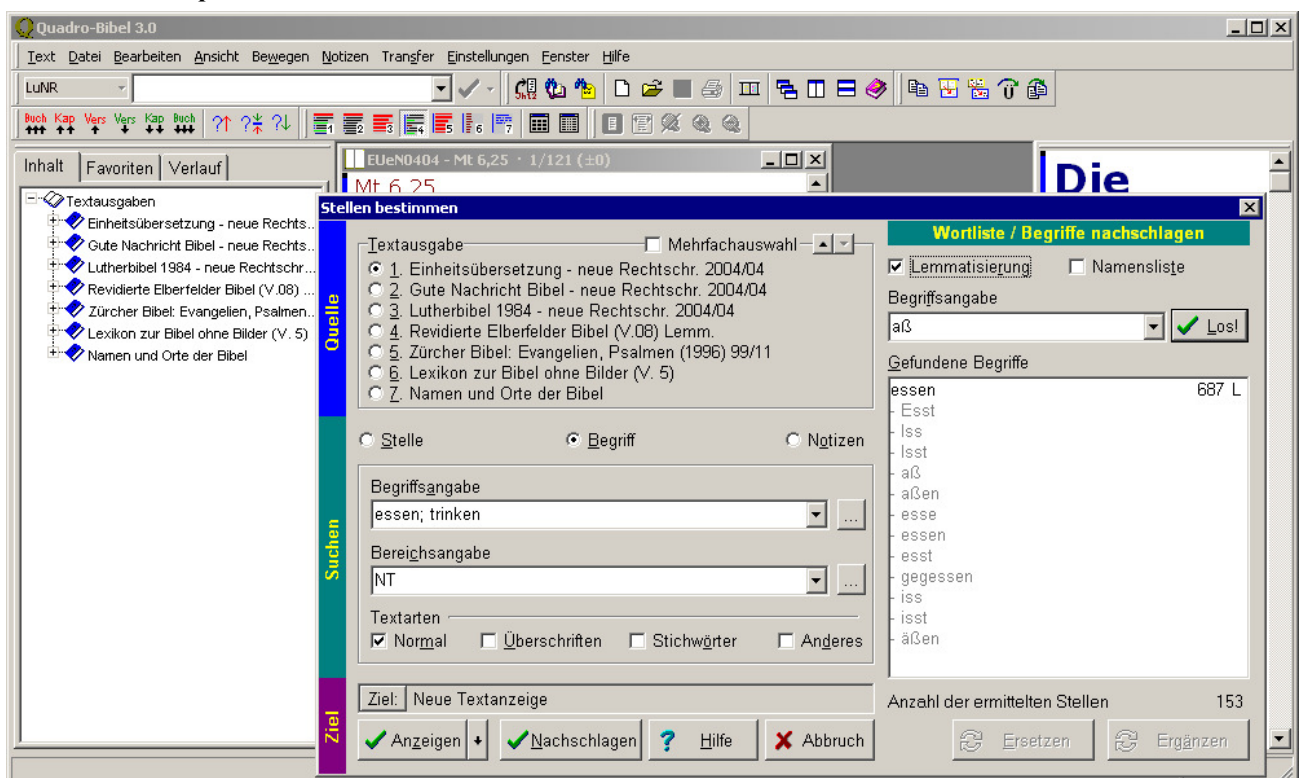 Quadro-Bibel 3.0
Text Datei Bearbeiten Ansicht Bewegen Notizen Transfer Einstellungen Fenster Hilfe
LuNR
Buch Kap Vers Vers Kap Buch
Inhalt Favoriten Verlauf
Textausgaben
Einheitsübersetzung - neue Rechts...
Gute Nachricht Bibel - neue Rechts...
Lutherbibel 1984 - neue Rechtschr...
Revidierte Elberfelder Bibel (V.08) ...
Zürcher Bibel: Evangelien, Psalmen...
Lexikon zur Bibel ohne Bilder (V. 5)
Namen und Orte der Bibel
EUeN0404 - Mt 6,25 · 1/121 (±0)
Mt 6,25
Die
Stellen bestimmen
Quelle
Textausgabe
Mehrfachauswahl
1. Einheitsübersetzung - neue Rechtschr. 2004/04
2. Gute Nachricht Bibel - neue Rechtschr. 2004/04
3. Lutherbibel 1984 - neue Rechtschr. 2004/04
4. Revidierte Elberfelder Bibel (V.08) Lemm.
5. Zürcher Bibel: Evangelien, Psalmen (1996) 99/11
6. Lexikon zur Bibel ohne Bilder (V. 5)
7. Namen und Orte der Bibel
Suchen
Stelle Begriff Notizen
Begriffsangabe
essen; trinken
...
Bereichsangabe
NT
...
Textarten
Normal Überschriften Stichwörter Anderes
Ziel
Ziel: Neue Textanzeige
Anzeigen Nachschlagen Hilfe Abbruch
Wortliste / Begriffe nachschlagen
Lemmatisierung Namensliste
Begriffsangabe
aß Los!
Gefundene Begriffe
essen 687 L
- Esst
- Iss
- Isst
- aß
- aßen
- esse
- essen
- esst
- gegessen
- iss
- isst
- äßen
Anzahl der ermittelten Stellen 153
Ersetzen Ergänzen